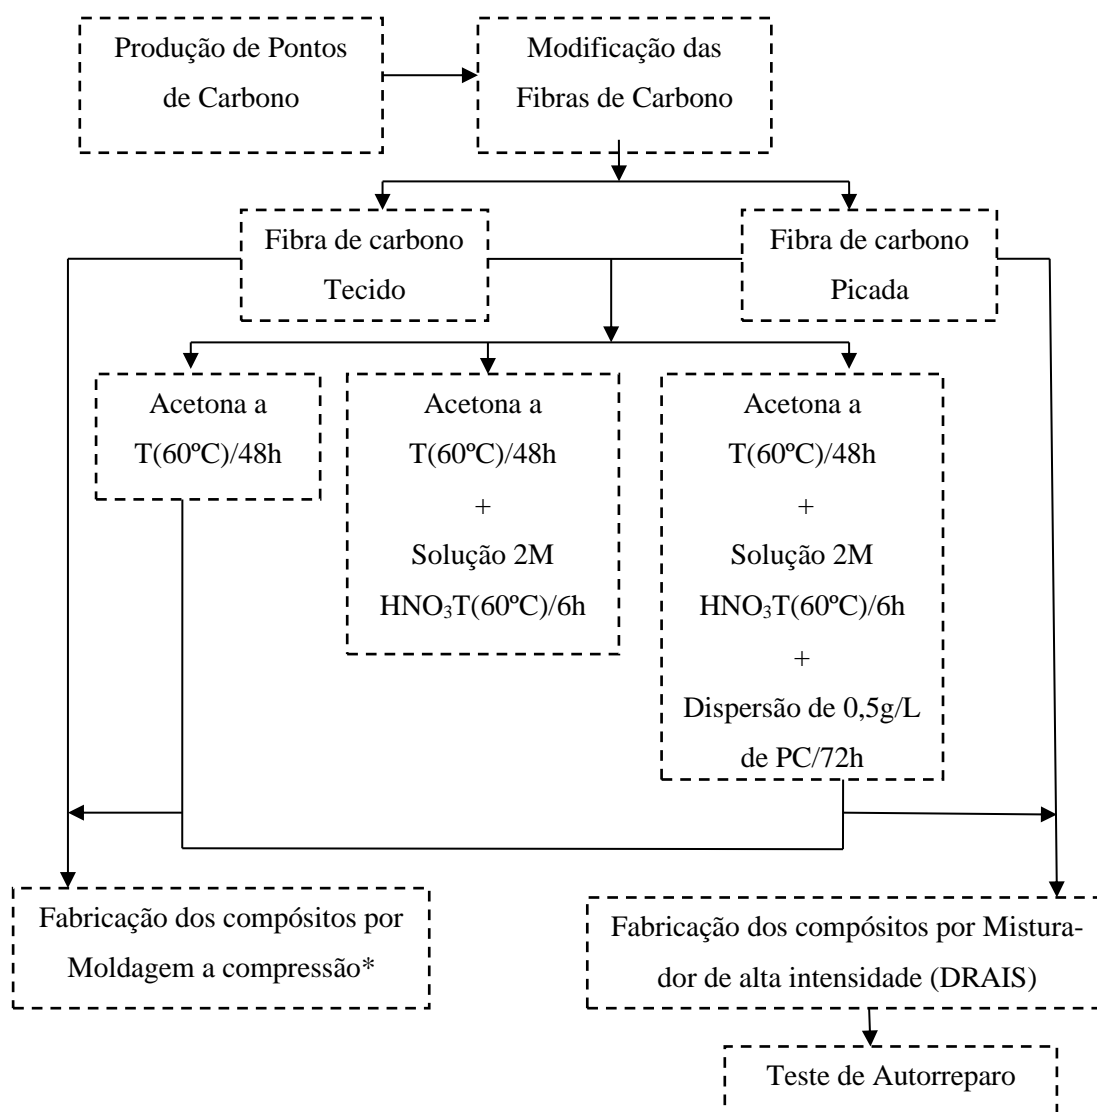 Produção de Pontos
de Carbono
Modificação das
Fibras de Carbono
Fibra de carbono
Tecido
Fibra de carbono
Picada
Acetona a
T(60ºC)/48h
Acetona a
T(60ºC)/48h
+
Solução 2M
HNO₃T(60ºC)/6h
Acetona a
T(60ºC)/48h
+
Solução 2M
HNO₃T(60ºC)/6h
+
Dispersão de 0,5g/L
de PC/72h
Fabricação dos compósitos por
Moldagem a compressão*
Fabricação dos compósitos por Mistura-
dor de alta intensidade (DRAIS)
Teste de Autorreparo